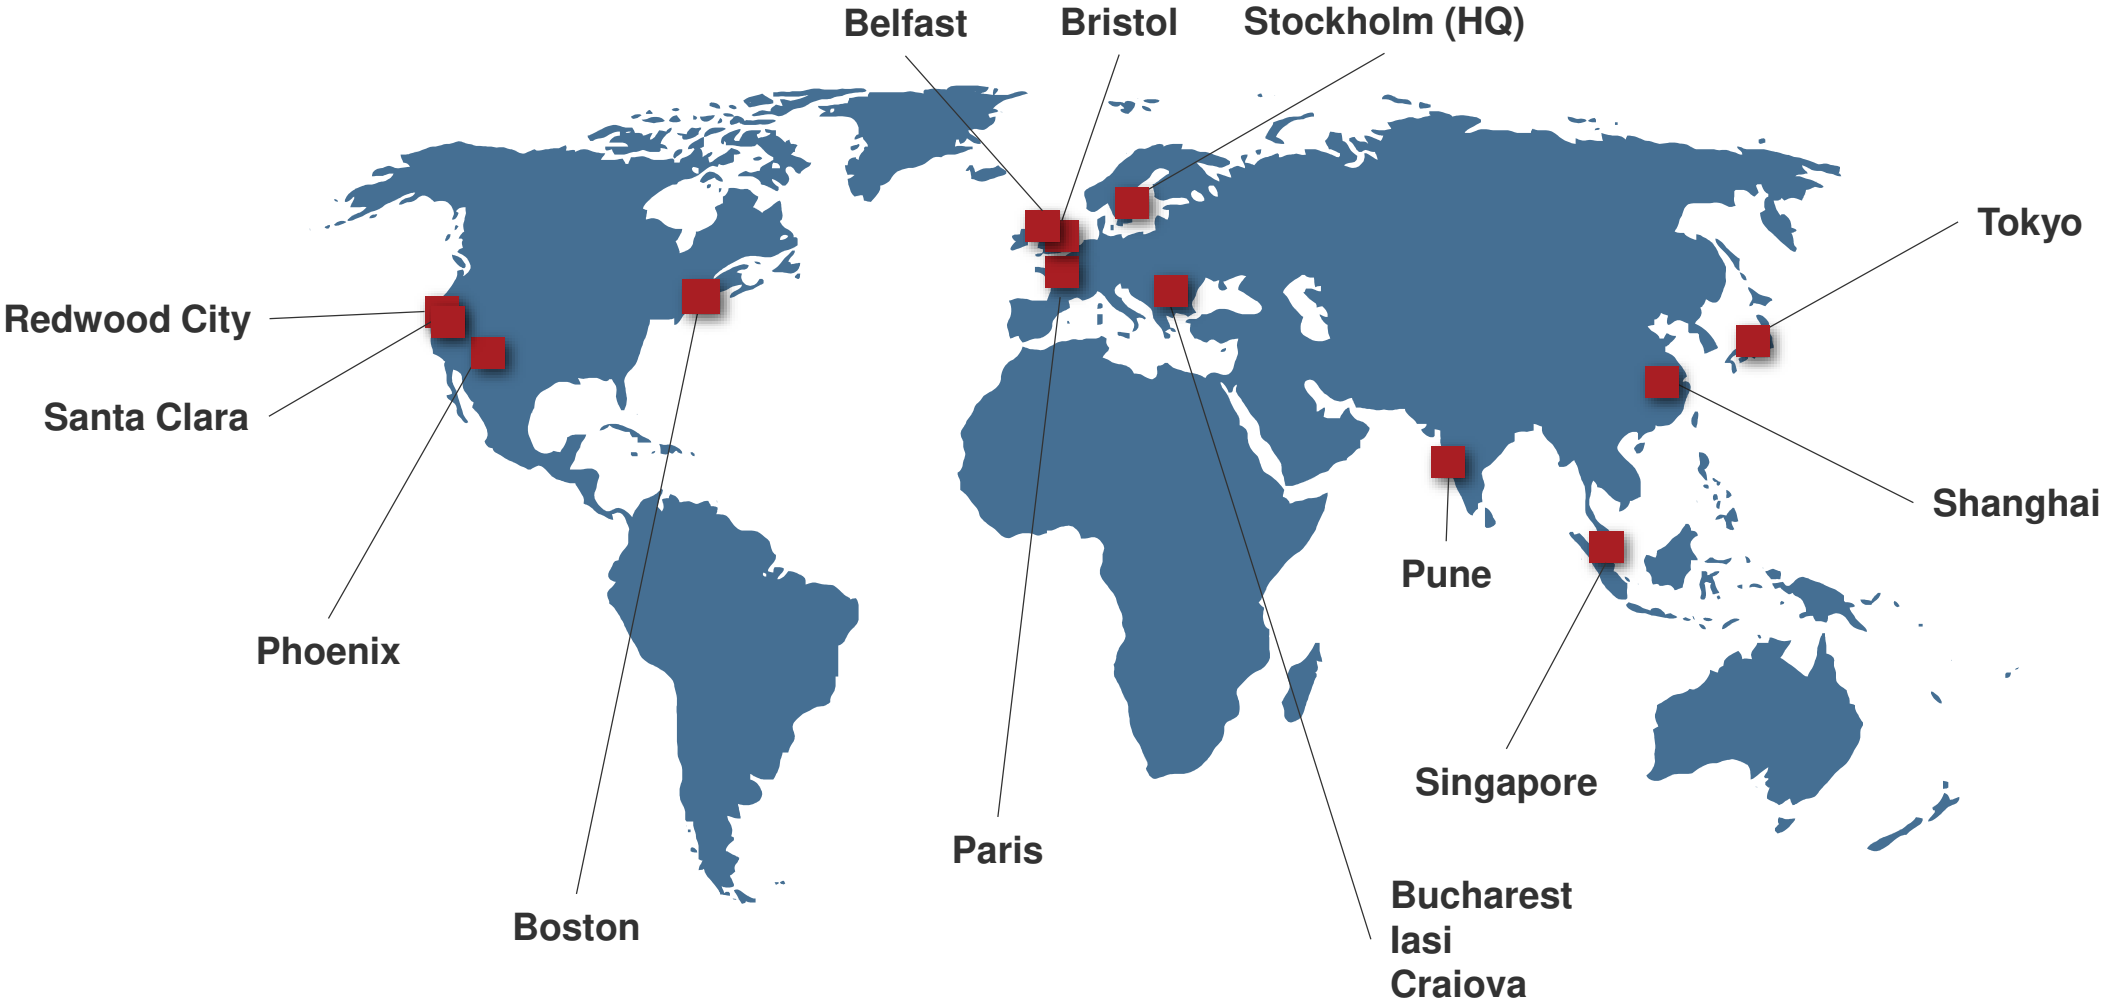 Belfast
Bristol
Stockholm (HQ)
Tokyo
Redwood City
Santa Clara
Shanghai
Pune
Phoenix
Singapore
Paris
Boston
Bucharest
Iasi
Craiova